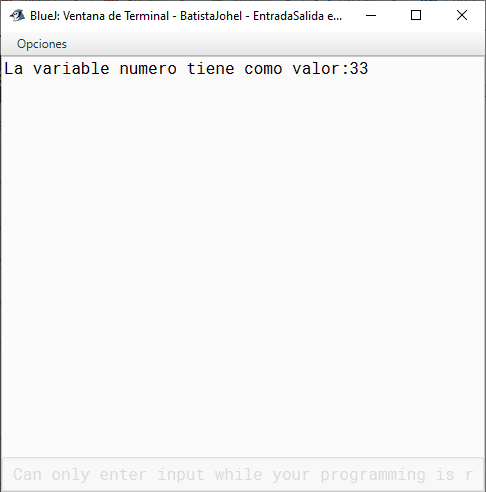 BlueJ: Ventana de Terminal - BatistaJohel - EntradaSalida e...
Opciones
La variable numero tiene como valor:33
Can only enter input while your programming is r